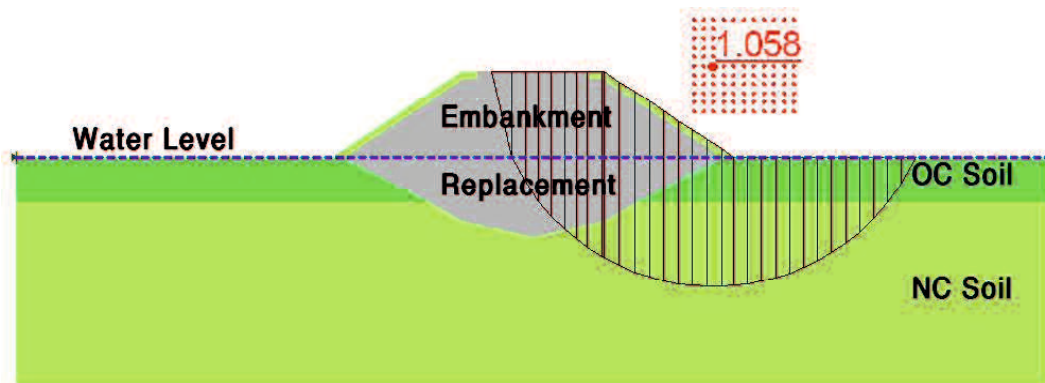 1.058
Embankment
Water Level
Replacement
OC Soil
NC Soil